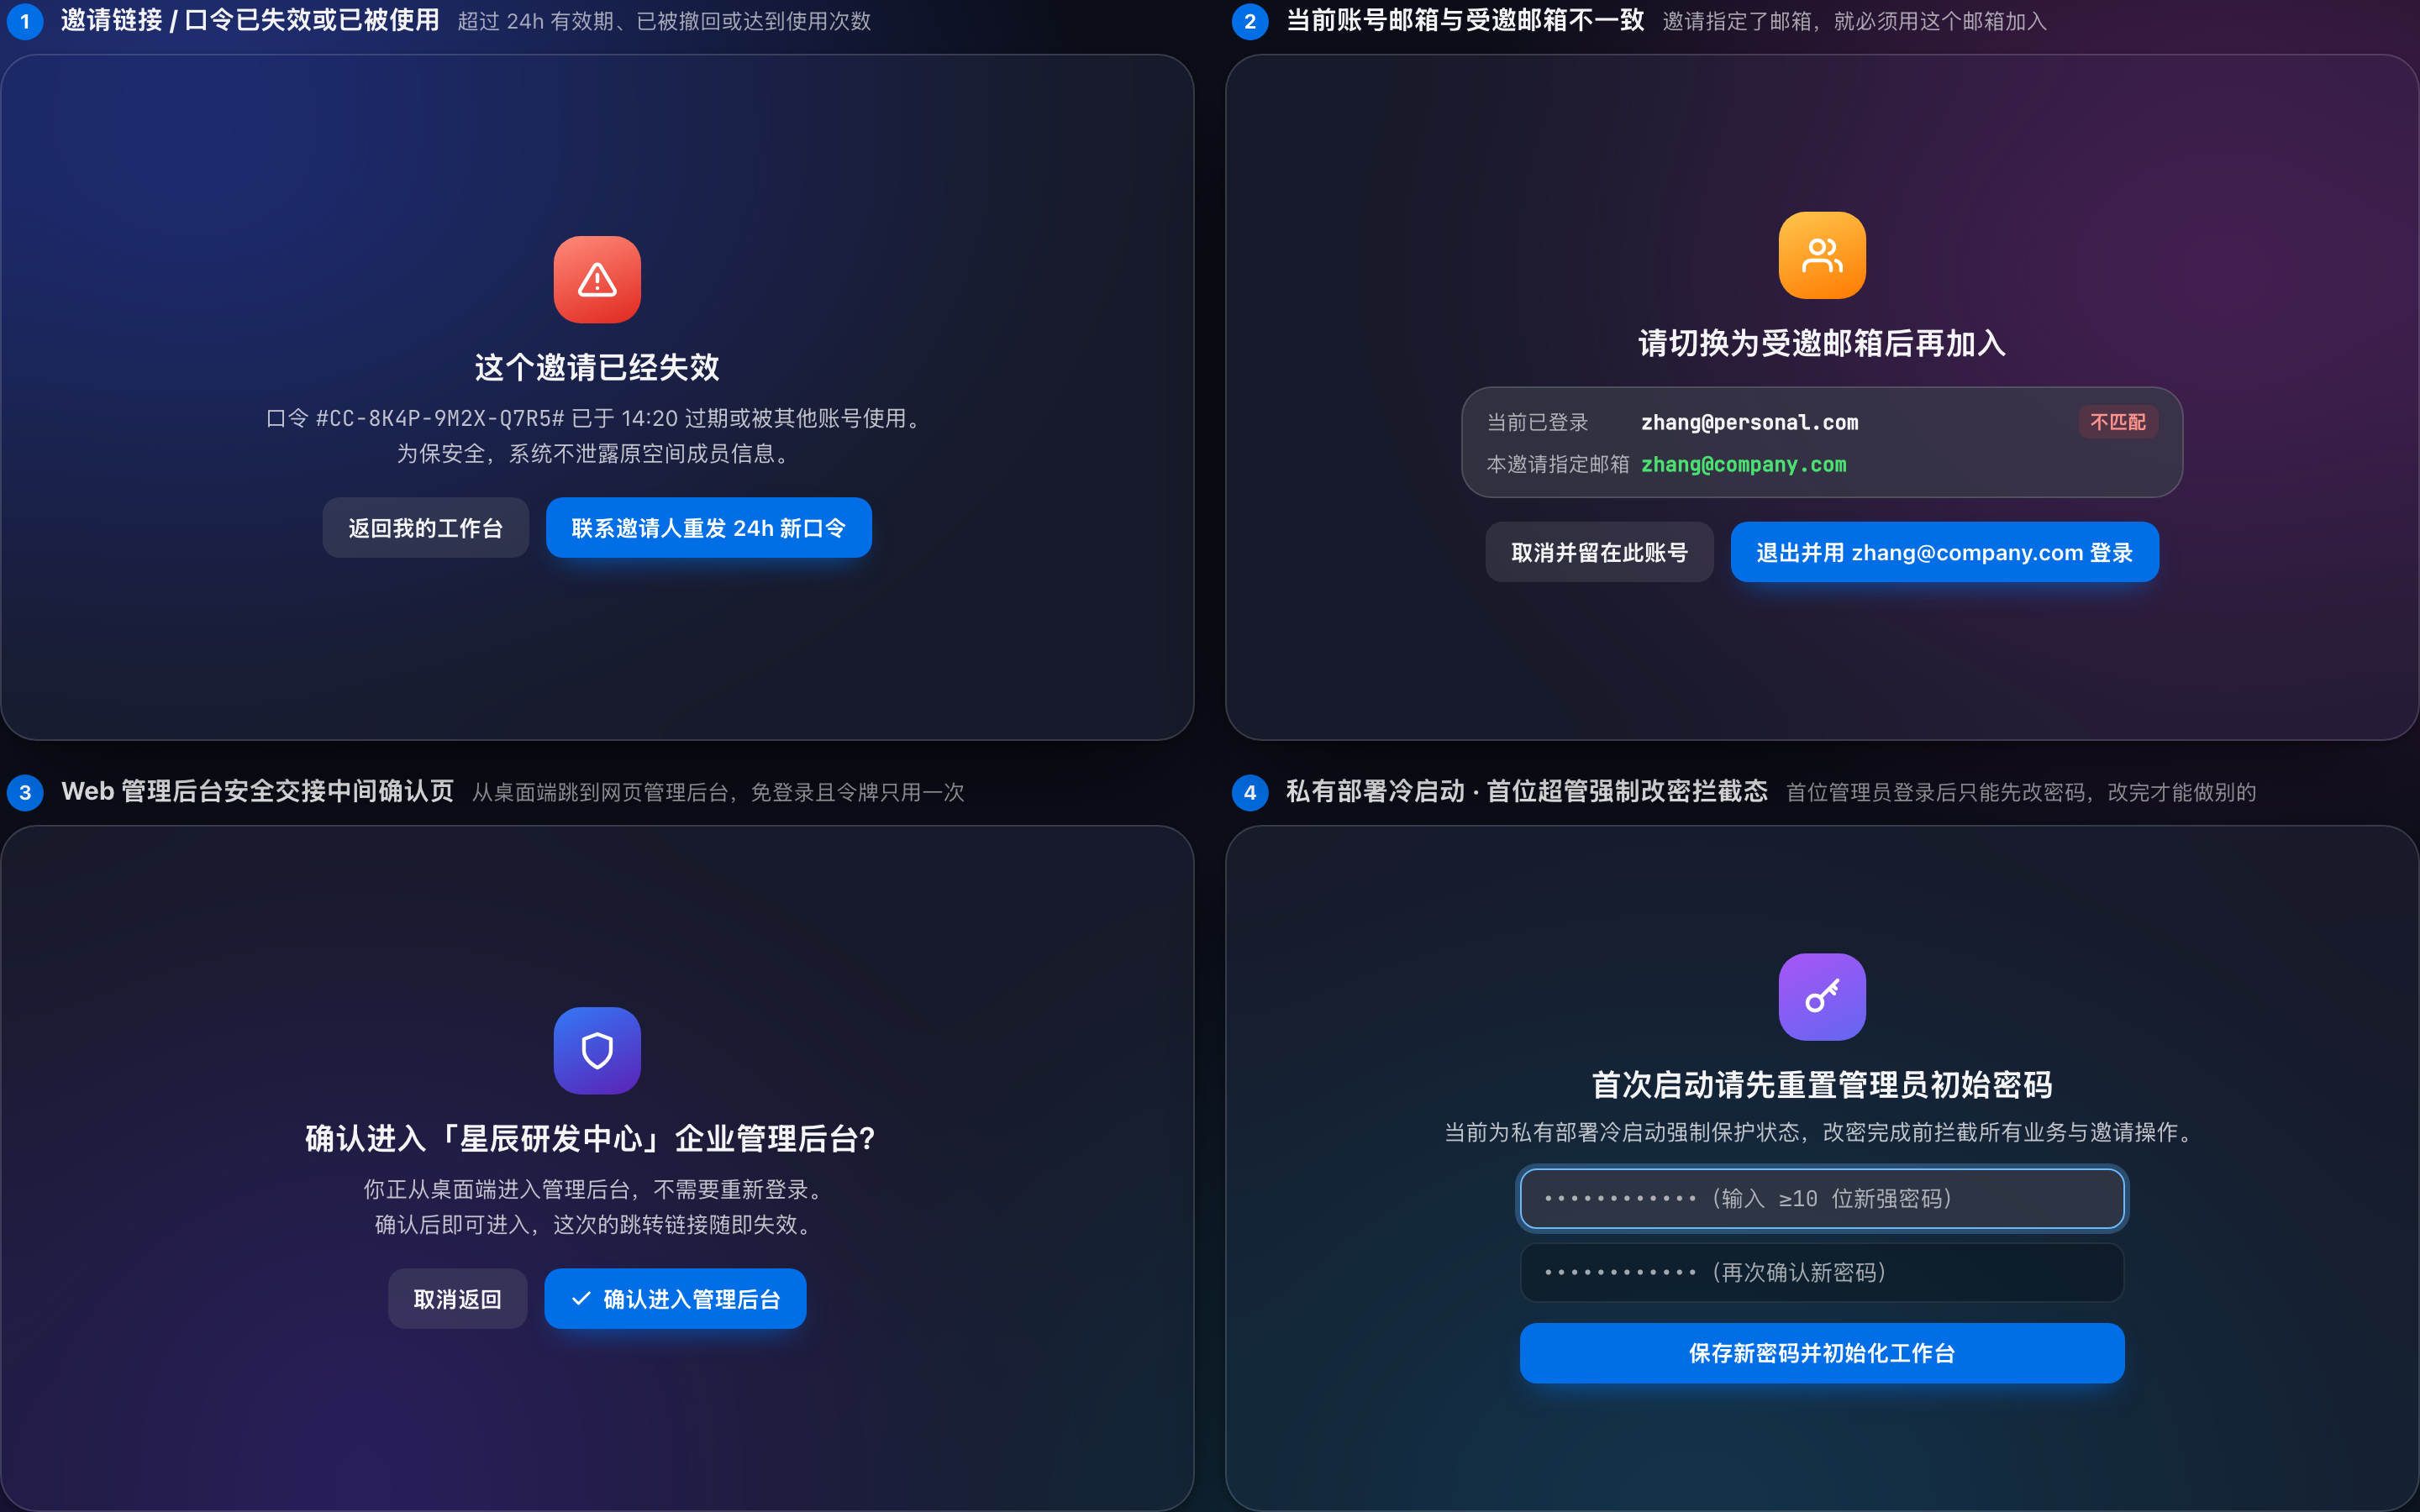 1 邀请链接 / 口令已失效或已被使用 超过 24h 有效期、已被撤回或达到使用次数
这个邀请已经失效
口令 #CC-8K4P-9M2X-Q7R5# 已于 14:20 过期或被其他账号使用。
为保安全，系统不泄露原空间成员信息。
返回我的工作台 联系邀请人重发 24h 新口令
2 当前账号邮箱与受邀邮箱不一致 邀请指定了邮箱，就必须用这个邮箱加入
请切换为受邀邮箱后再加入
当前已登录 zhang@personal.com 不匹配
本邀请指定邮箱 zhang@company.com
取消并留在此账号 退出并用 zhang@company.com 登录
3 Web 管理后台安全交接中间确认页 从桌面端跳到网页管理后台，免登录且令牌只用一次
确认进入「星辰研发中心」企业管理后台?
你正从桌面端进入管理后台，不需要重新登录。
确认后即可进入，这次的跳转链接随即失效。
取消返回 确认进入管理后台
4 私有部署冷启动 · 首位超管强制改密拦截态 首位管理员登录后只能先改密码，改完才能做别的
首次启动请先重置管理员初始密码
当前为私有部署冷启动强制保护状态，改密完成前拦截所有业务与邀请操作。
•••••••••••• (输入 ≥10 位新强密码)
•••••••••••• (再次确认新密码)
保存新密码并初始化工作台